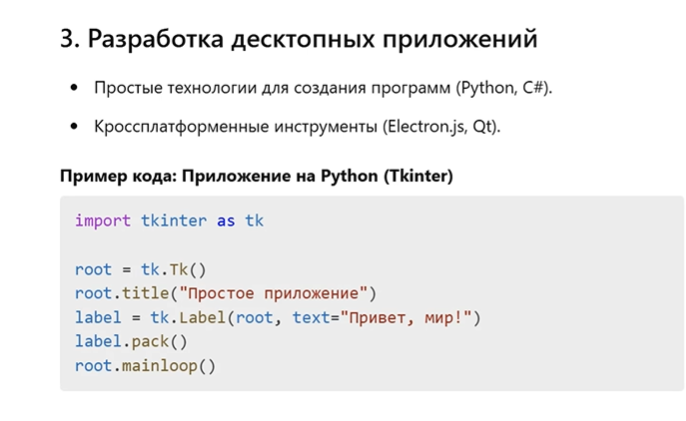 3. Разработка десктопных приложений
• Простые технологии для создания программ (Python, C#).
• Кроссплатформенные инструменты (Electron.js, Qt).
Пример кода: Приложение на Python (Tkinter)
import tkinter as tk
root = tk.Tk()
root.title("Простое приложение")
label = tk.Label(root, text="Привет, мир!")
label.pack()
root.mainloop()